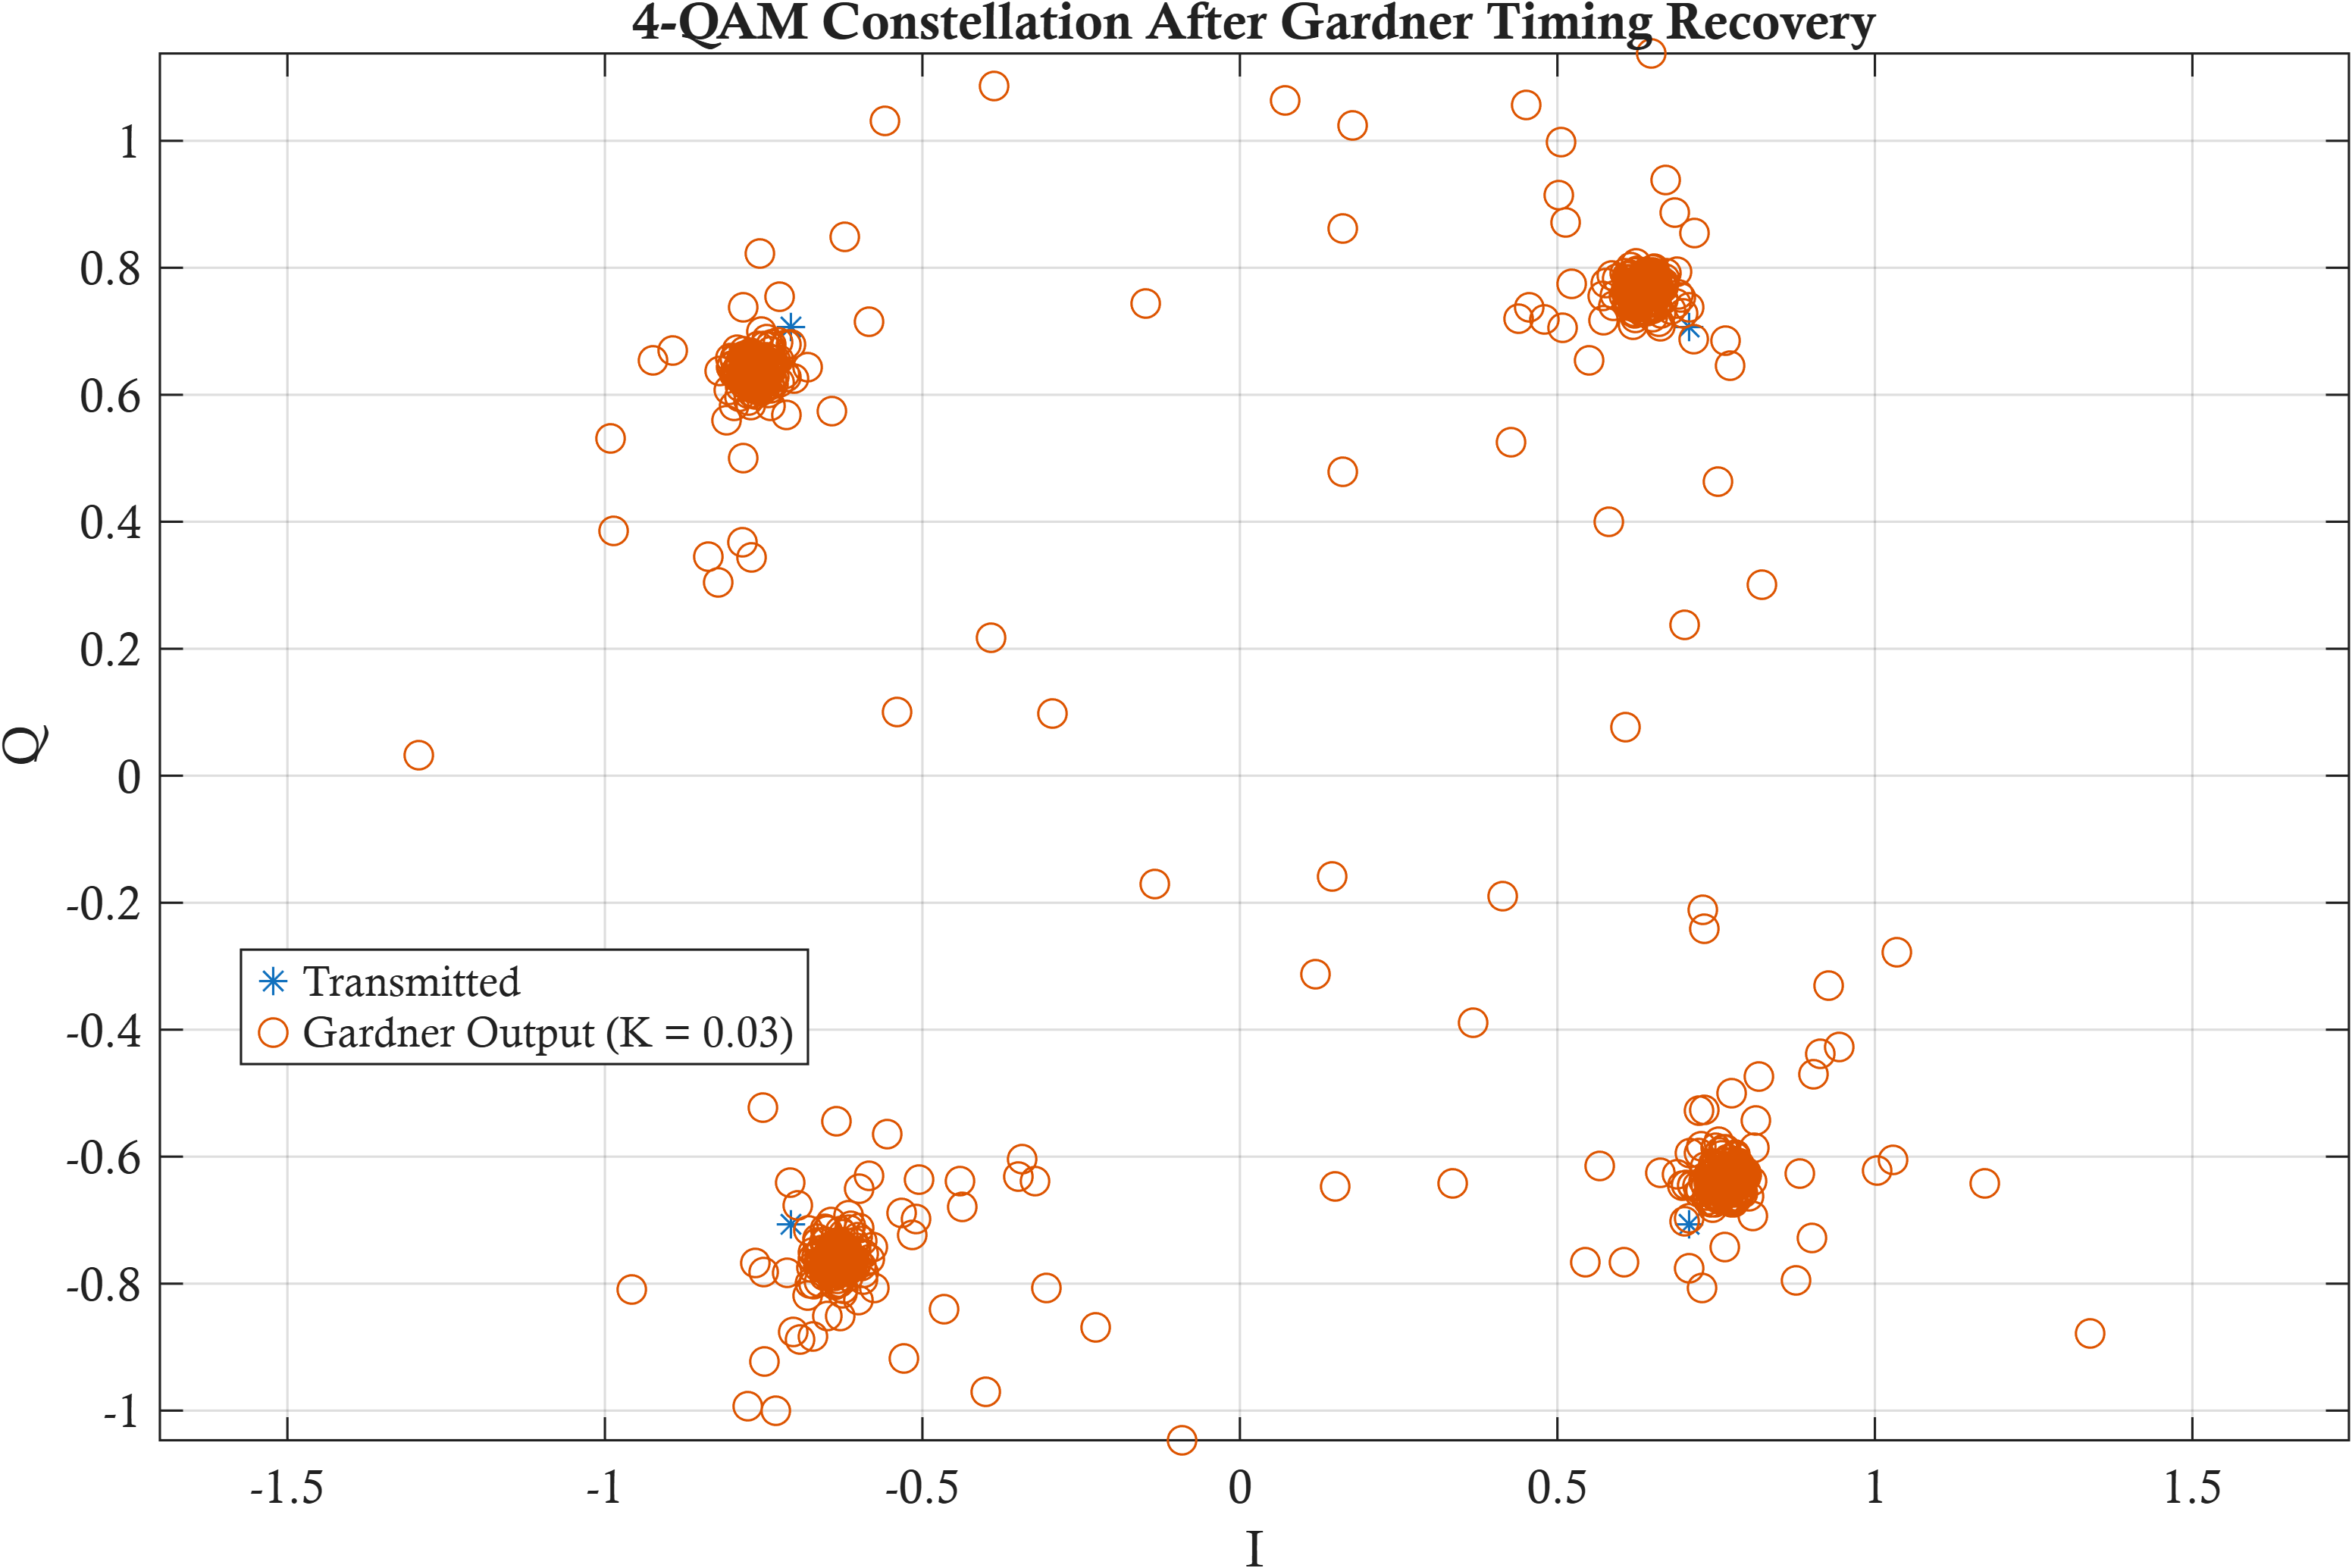 4-QAM Constellation After Gardner Timing Recovery
1
0.8
0.6
0.4
0.2
0
-0.2
-0.4
-0.6
-0.8
-1
Q
Transmitted
Gardner Output (K = 0.03)
-1.5 -1 -0.5 0 0.5 1 1.5
I